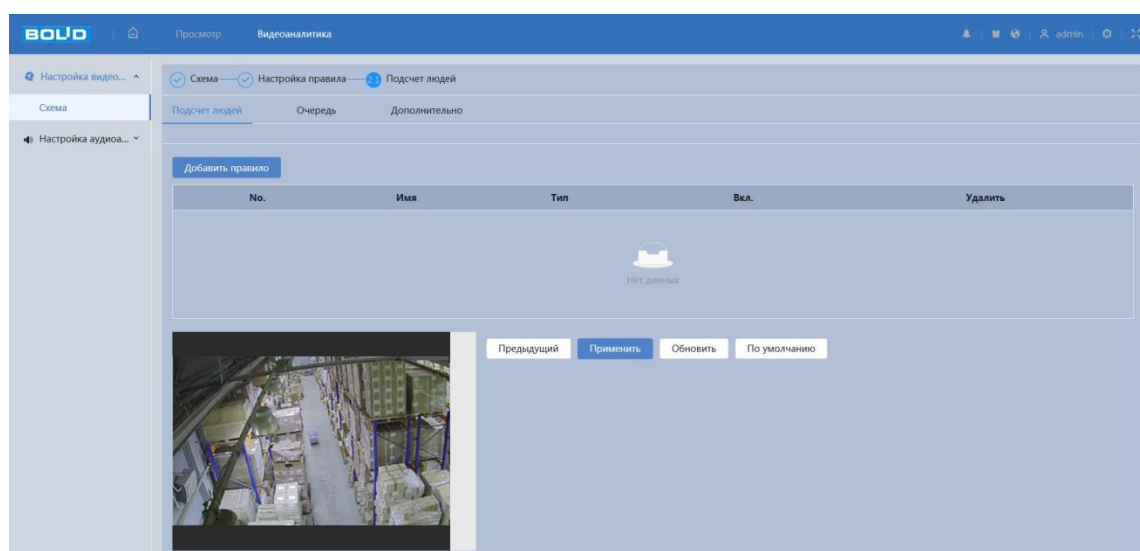 BOLID Просмотр Видеоаналитика admin
Настройка видео... Схема Настройка правила 2.1 Подсчет людей
Схема Подсчет людей Очередь Дополнительно
Настройка аудиоа...
Добавить правило
No. Имя Тип Вкл. Удалить
Нет данных
Предыдущий Применить Обновить По умолчанию